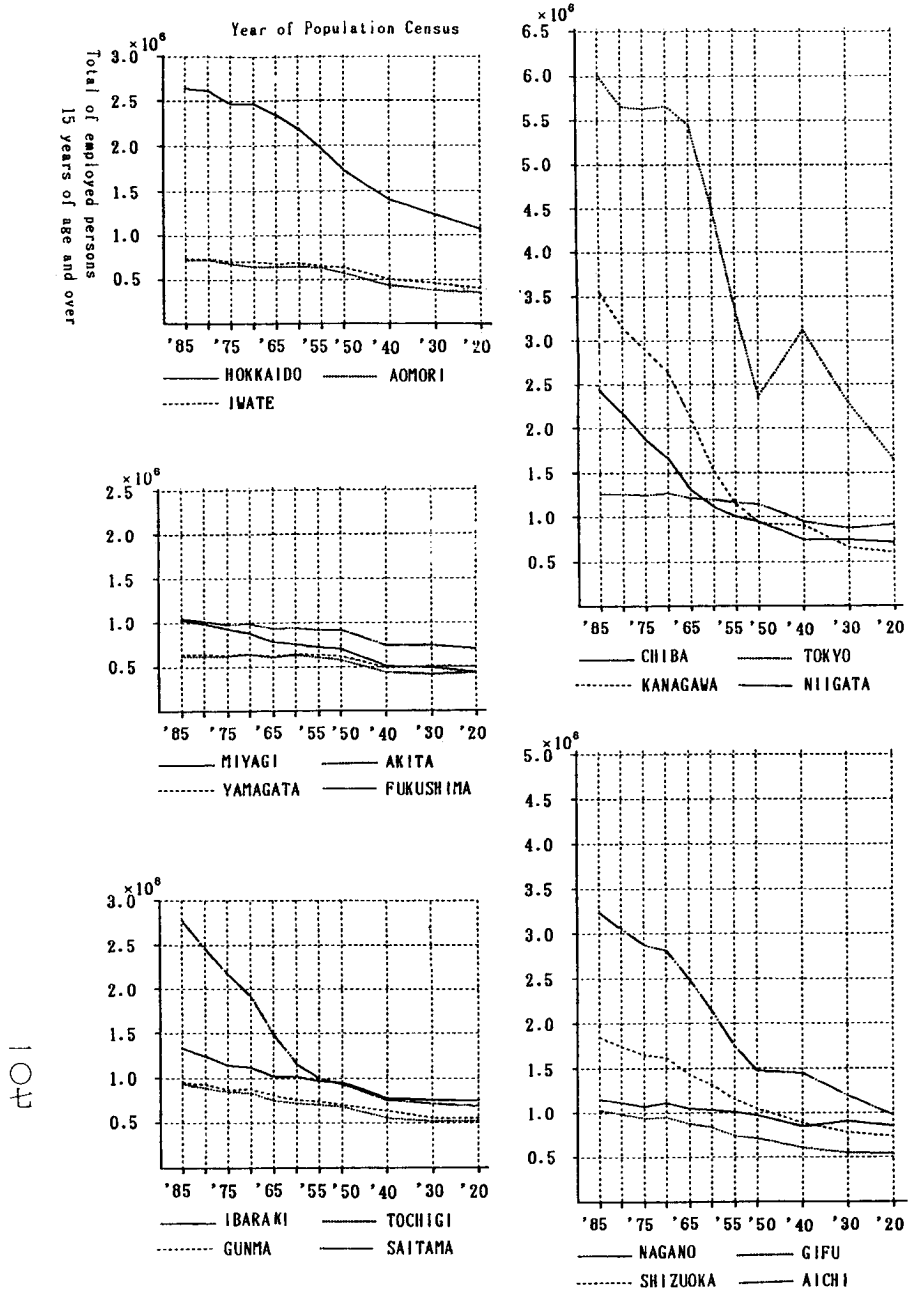 Year of Population Census
Total of employed persons
15 years of age and over
×10⁶
3.0
2.5
2.0
1.5
1.0
0.5
'85 '75 '65 '55 '50 '40 '30 '20
HOKKAIDO AOMORI
IWATE
×10⁶
2.5
2.0
1.5
1.0
0.5
'85 '75 '65 '55 '50 '40 '30 '20
MIYAGI AKITA
YAMAGATA FUKUSHIMA
×10⁶
3.0
2.5
2.0
1.5
1.0
0.5
'85 '75 '65 '55 '50 '40 '30 '20
IBARAKI TOCHIGI
GUNMA SAITAMA
×10⁶
6.5
6.0
5.5
5.0
4.5
4.0
3.5
3.0
2.5
2.0
1.5
1.0
0.5
'85 '75 '65 '55 '50 '40 '30 '20
CHIBA TOKYO
KANAGAWA NIIGATA
×10⁶
5.0
4.5
4.0
3.5
3.0
2.5
2.0
1.5
1.0
0.5
'85 '75 '65 '55 '50 '40 '30 '20
NAGANO GIFU
SHIZUOKA AICHI